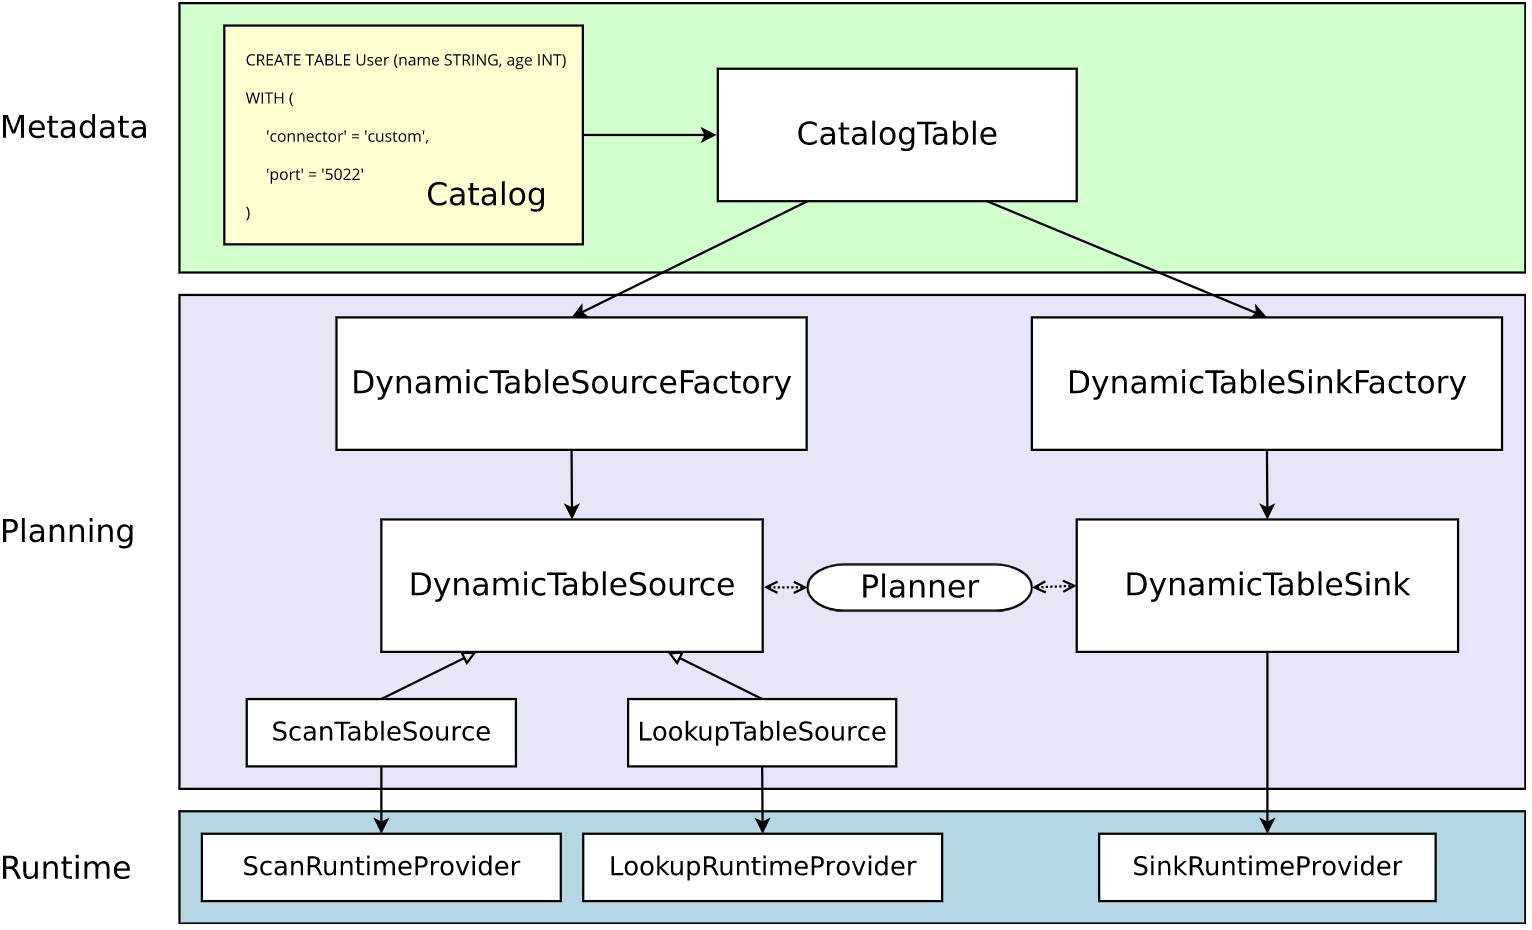 Metadata
CREATE TABLE User (name STRING, age INT)
WITH (
'connector' = 'custom',
'port' = '5022'
)
Catalog
CatalogTable
Planning
DynamicTableSourceFactory
DynamicTableSinkFactory
DynamicTableSource
Planner
DynamicTableSink
ScanTableSource
LookupTableSource
Runtime
ScanRuntimeProvider
LookupRuntimeProvider
SinkRuntimeProvider